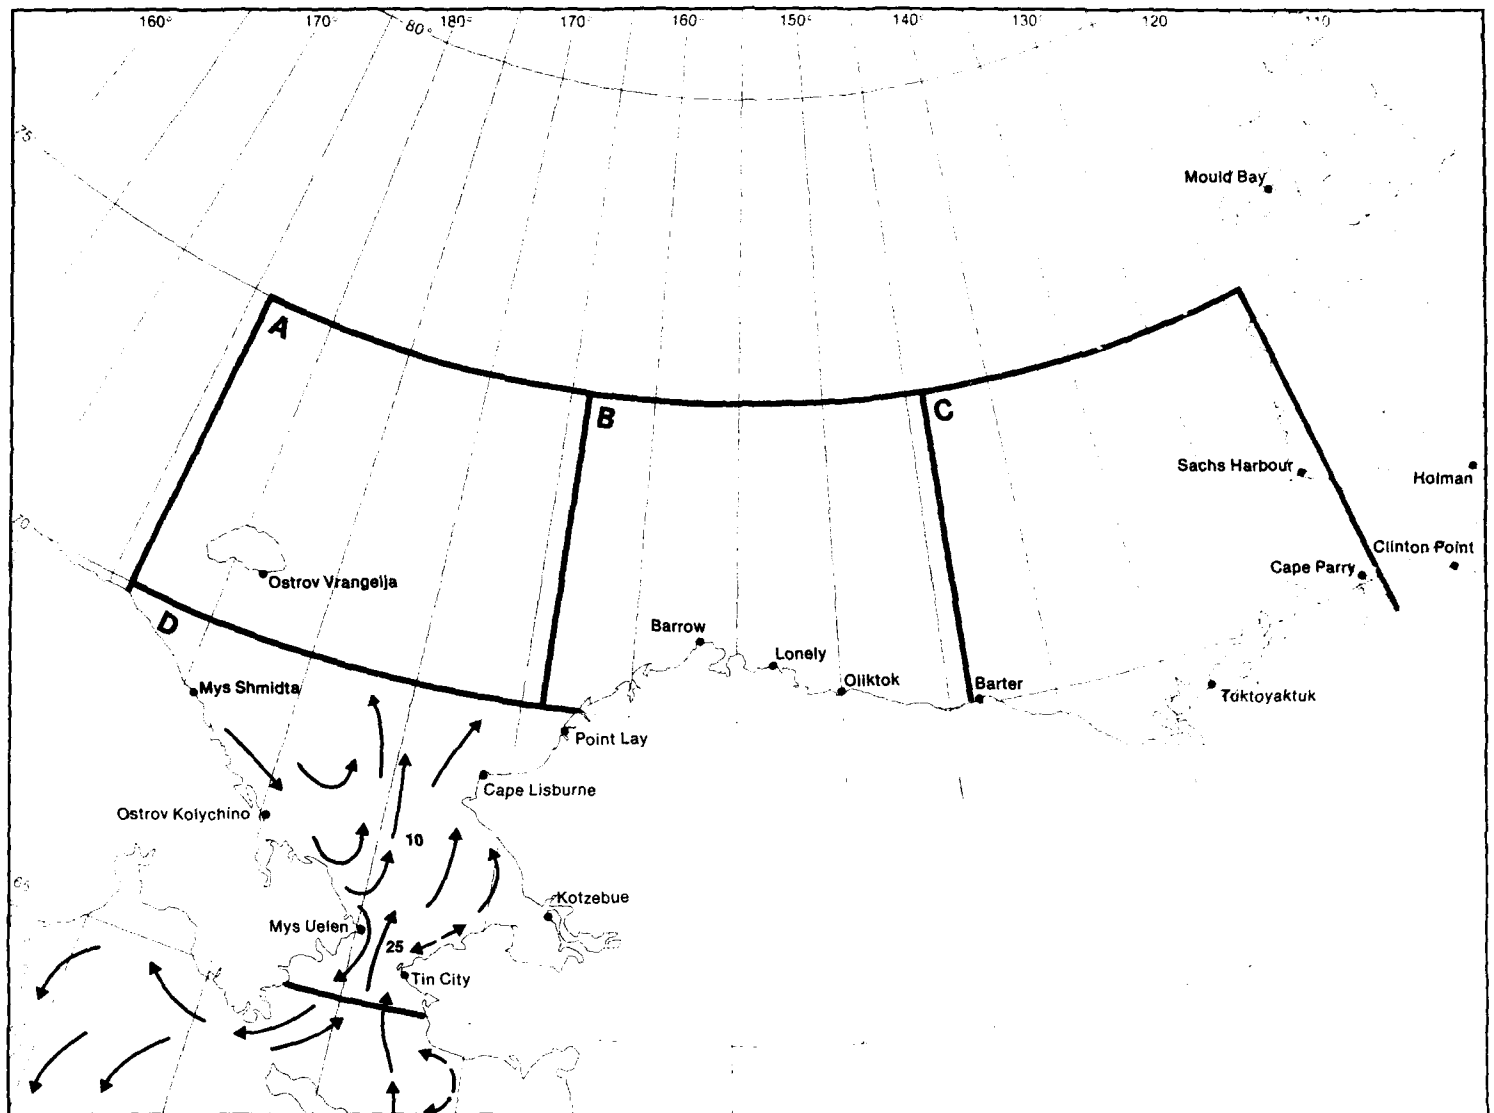 160° 170° 180° 170° 160° 150° 140° 130° 120 110
80°
75°
Mould Bay
A
B
C
Sachs Harbour
Holman
70
Clinton Point
Cape Parry
Ostrov Vrangelja
D
Barrow
Lonely
Oliktok
Barter
Mys Shmidta
Tuktoyaktuk
Point Lay
Cape Lisburne
Ostrov Kolychino
10
65
Kotzebue
Mys Uelen
25
Tin City